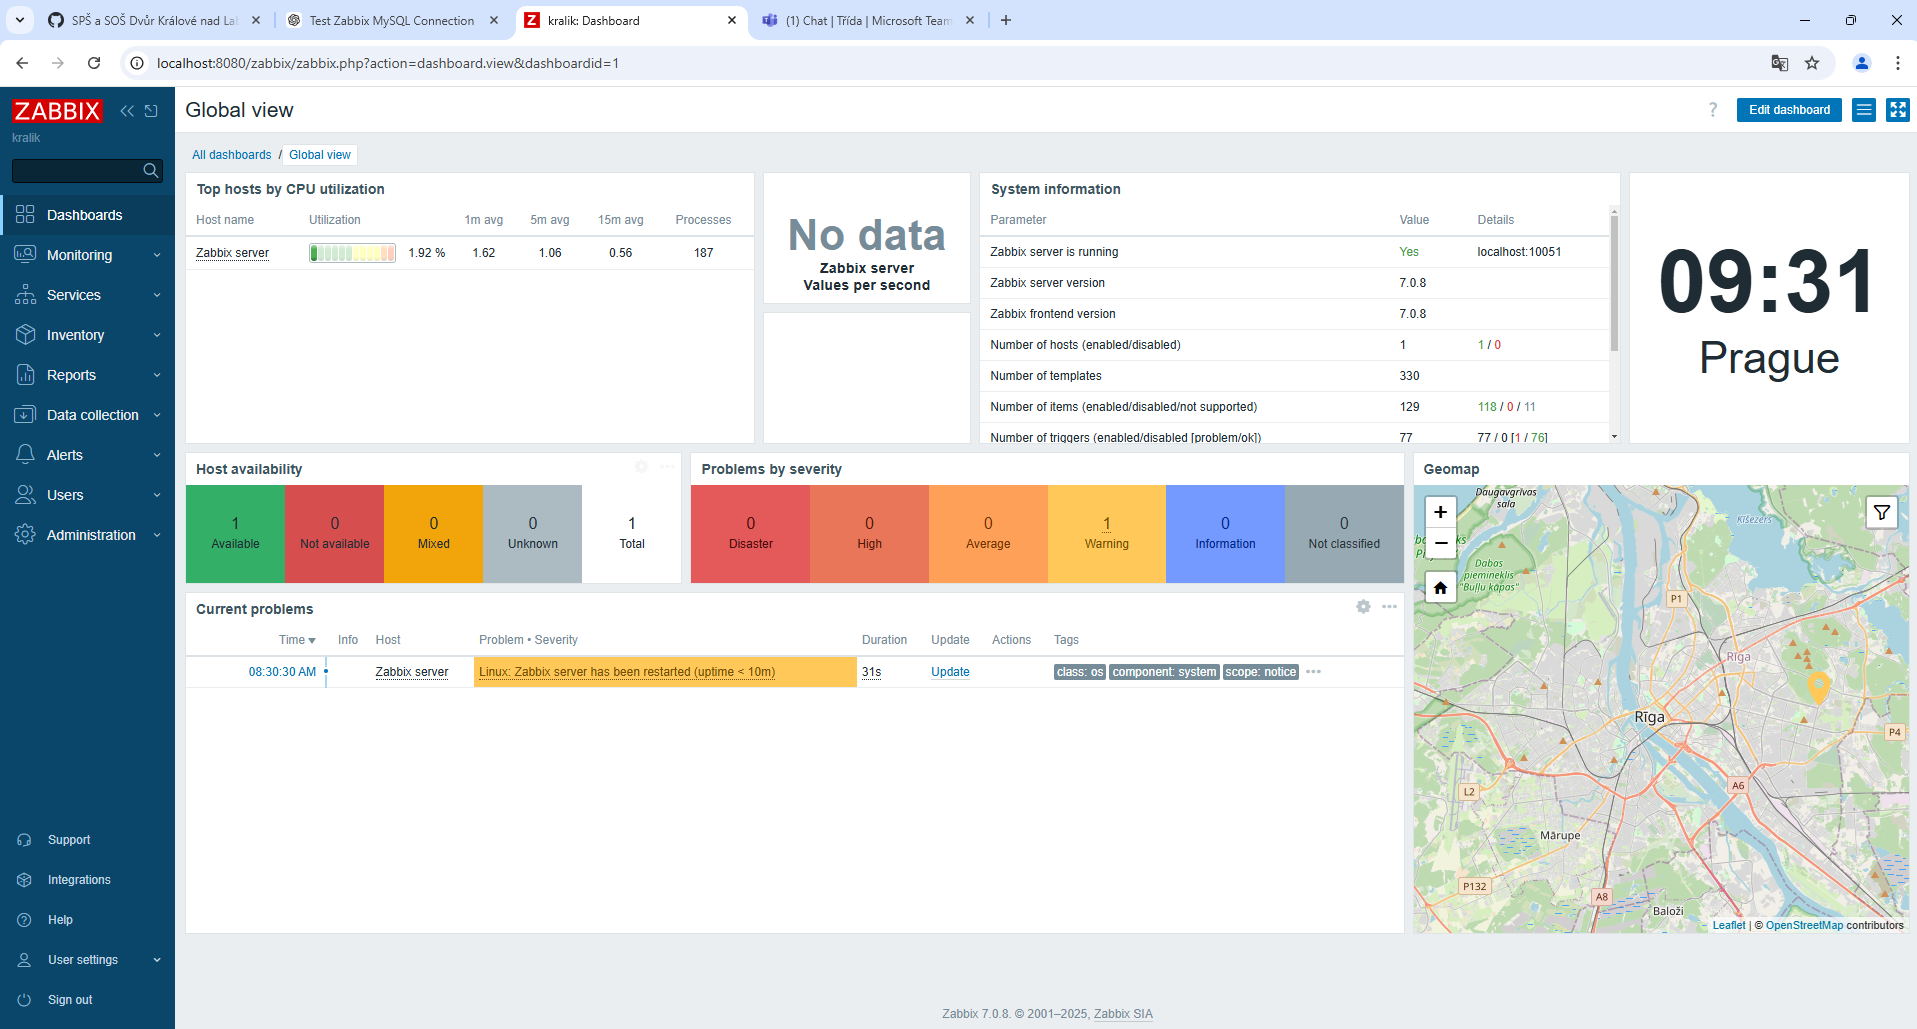 SPŠ a SOŠ Dvůr Králové nad Lab
Test Zabbix MySQL Connection
Z kralik: Dashboard
(1) Chat | Třída | Microsoft Team
localhost:8080/zabbix/zabbix.php?action=dashboard.view&dashboardid=1
ZABBIX
kralik
Dashboards
Monitoring
Services
Inventory
Reports
Data collection
Alerts
Users
Administration
Support
Integrations
Help
User settings
Sign out
Global view
? Edit dashboard
All dashboards / Global view
Top hosts by CPU utilization
Host name Utilization 1m avg 5m avg 15m avg Processes
Zabbix server 1.92 % 1.62 1.06 0.56 187
No data
Zabbix server
Values per second
System information
Parameter Value Details
Zabbix server is running Yes localhost:10051
Zabbix server version 7.0.8
Zabbix frontend version 7.0.8
Number of hosts (enabled/disabled) 1 1 / 0
Number of templates 330
Number of items (enabled/disabled/not supported) 129 118 / 0 / 11
Number of triggers (enabled/disabled [problem/ok]) 77 77 / 0 [1 / 76]
09:31
Prague
Host availability
1 Available
0 Not available
0 Mixed
0 Unknown
1 Total
Problems by severity
0 Disaster
0 High
0 Average
1 Warning
0 Information
0 Not classified
Current problems
Time Info Host Problem • Severity Duration Update Actions Tags
08:30:30 AM Zabbix server Linux: Zabbix server has been restarted (uptime < 10m) 31s Update class: os component: system scope: notice
Geomap
+
−
Daugavgrīvas
sala
Ķīšezers
Dabas
piemineklis
"Buļļu kāpas"
P1
Rīga
Rīga
P4
A6
L2
Mārupe
P132
A8
Baloži
Leaflet | © OpenStreetMap contributors
Zabbix 7.0.8. © 2001–2025, Zabbix SIA